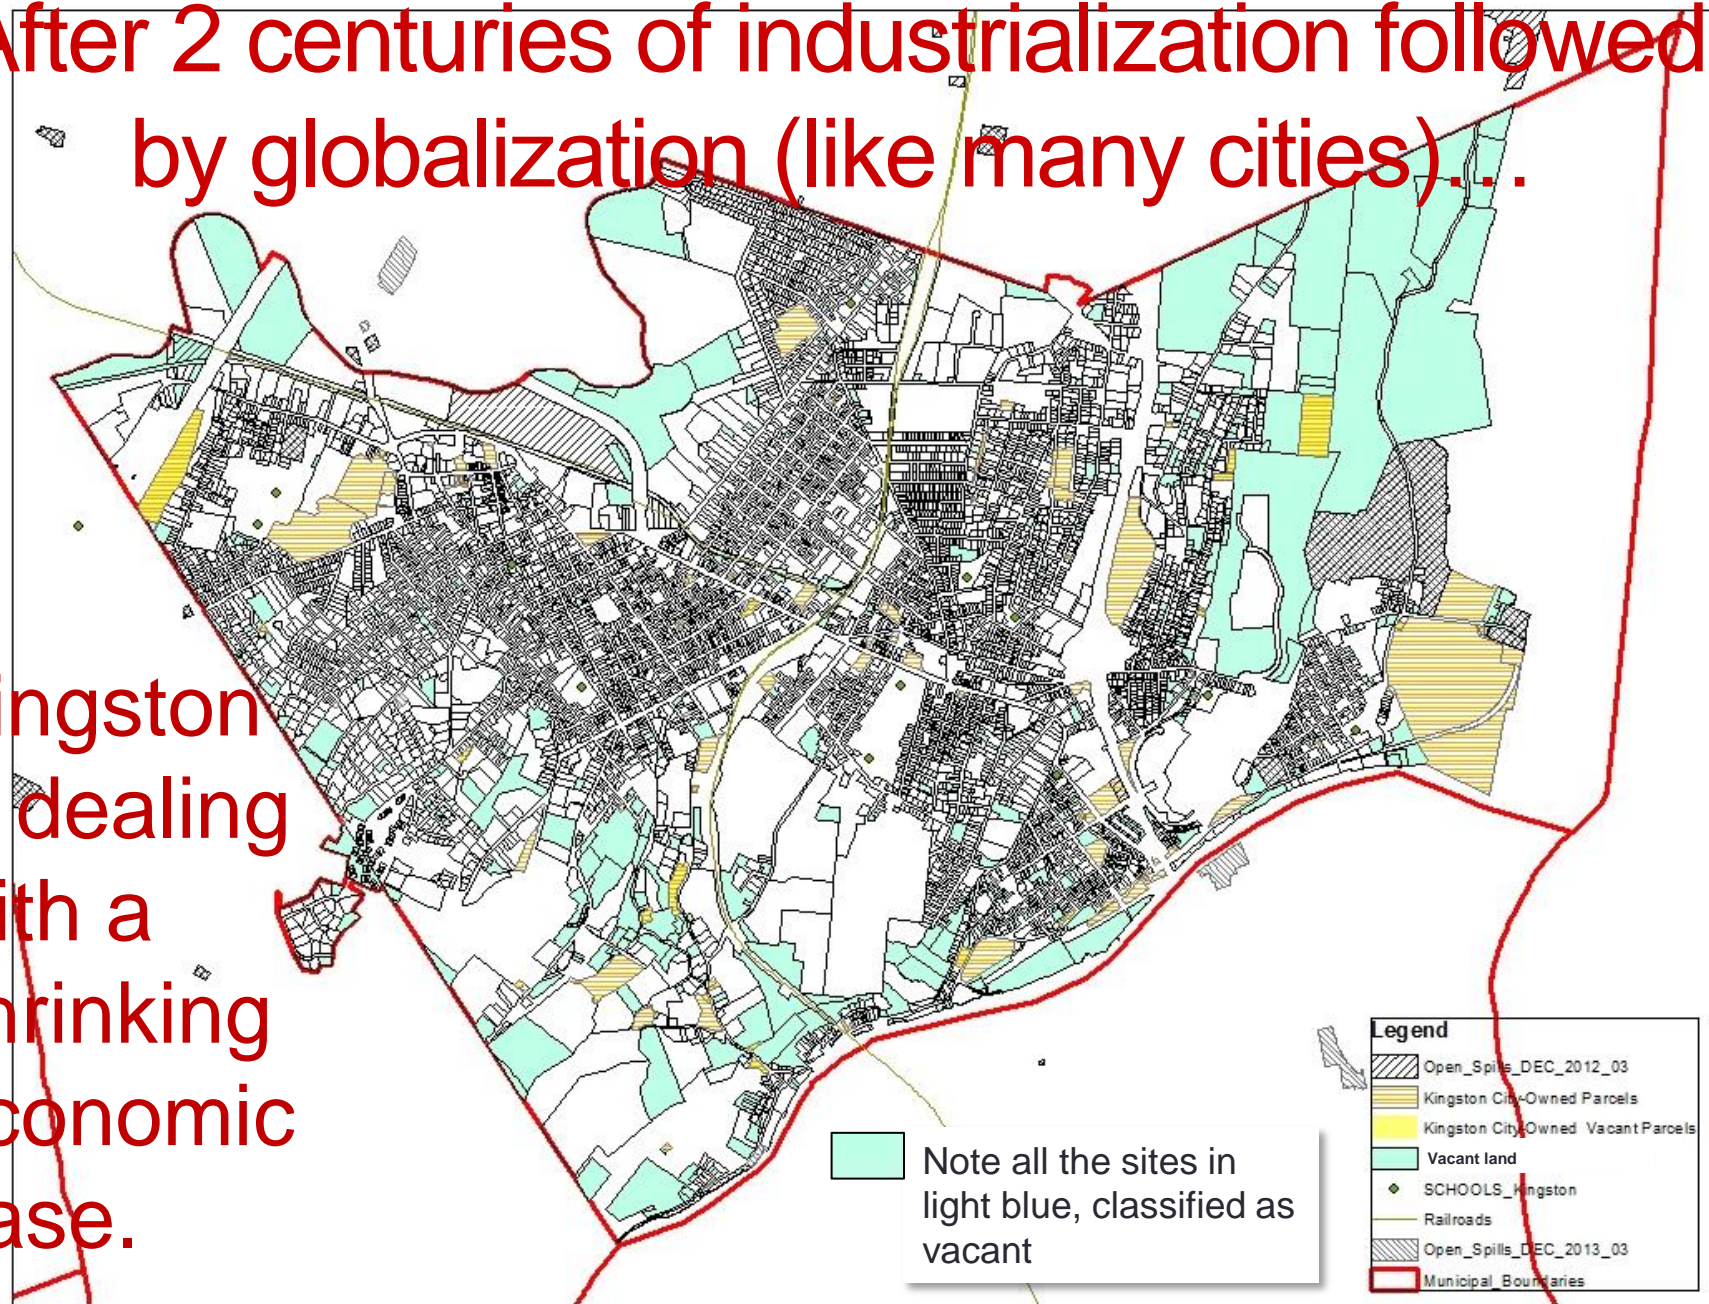 After 2 centuries of industrialization followed
by globalization (like many cities)...
ingston
dealing
ith a
hrinking
conomic
ase.
Note all the sites in
light blue, classified as
vacant
Legend
Open_Spills_DEC_2012_03
Kingston City-Owned Parcels
Kingston City-Owned Vacant Parcels
Vacant land
SCHOOLS_Kingston
Railroads
Open_Spills_DEC_2013_03
Municipal_Boundaries